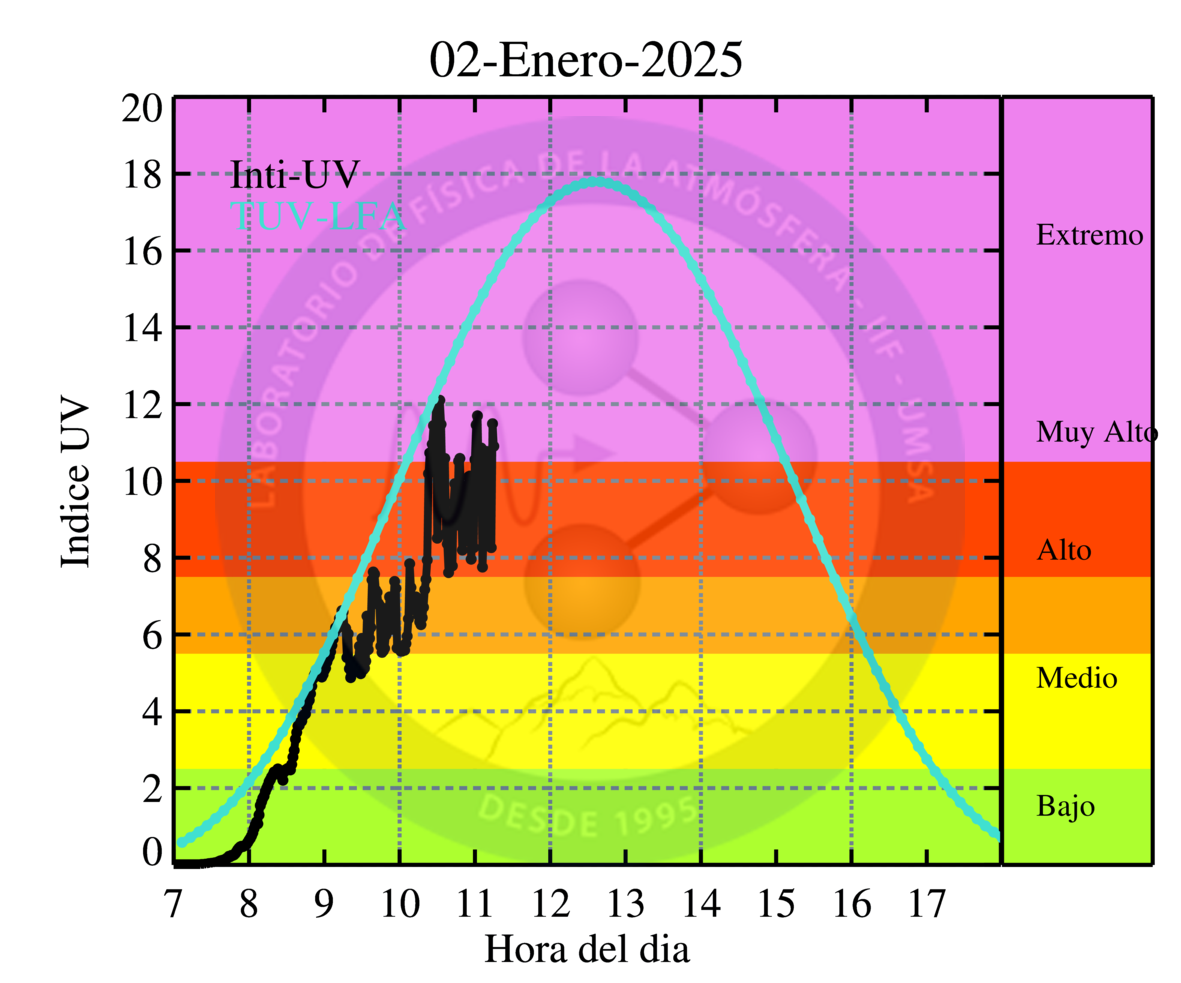 02-Enero-2025
20
18
16
14
12
10
8
6
4
2
0
Indice UV
Inti-UV
TUV-LFA
LABORATORIO DE FÍSICA DE LA ATMÓSFERA - IIF - UMSA
DESDE 1995
Extremo
Muy Alto
Alto
Medio
Bajo
7 8 9 10 11 12 13 14 15 16 17
Hora del dia